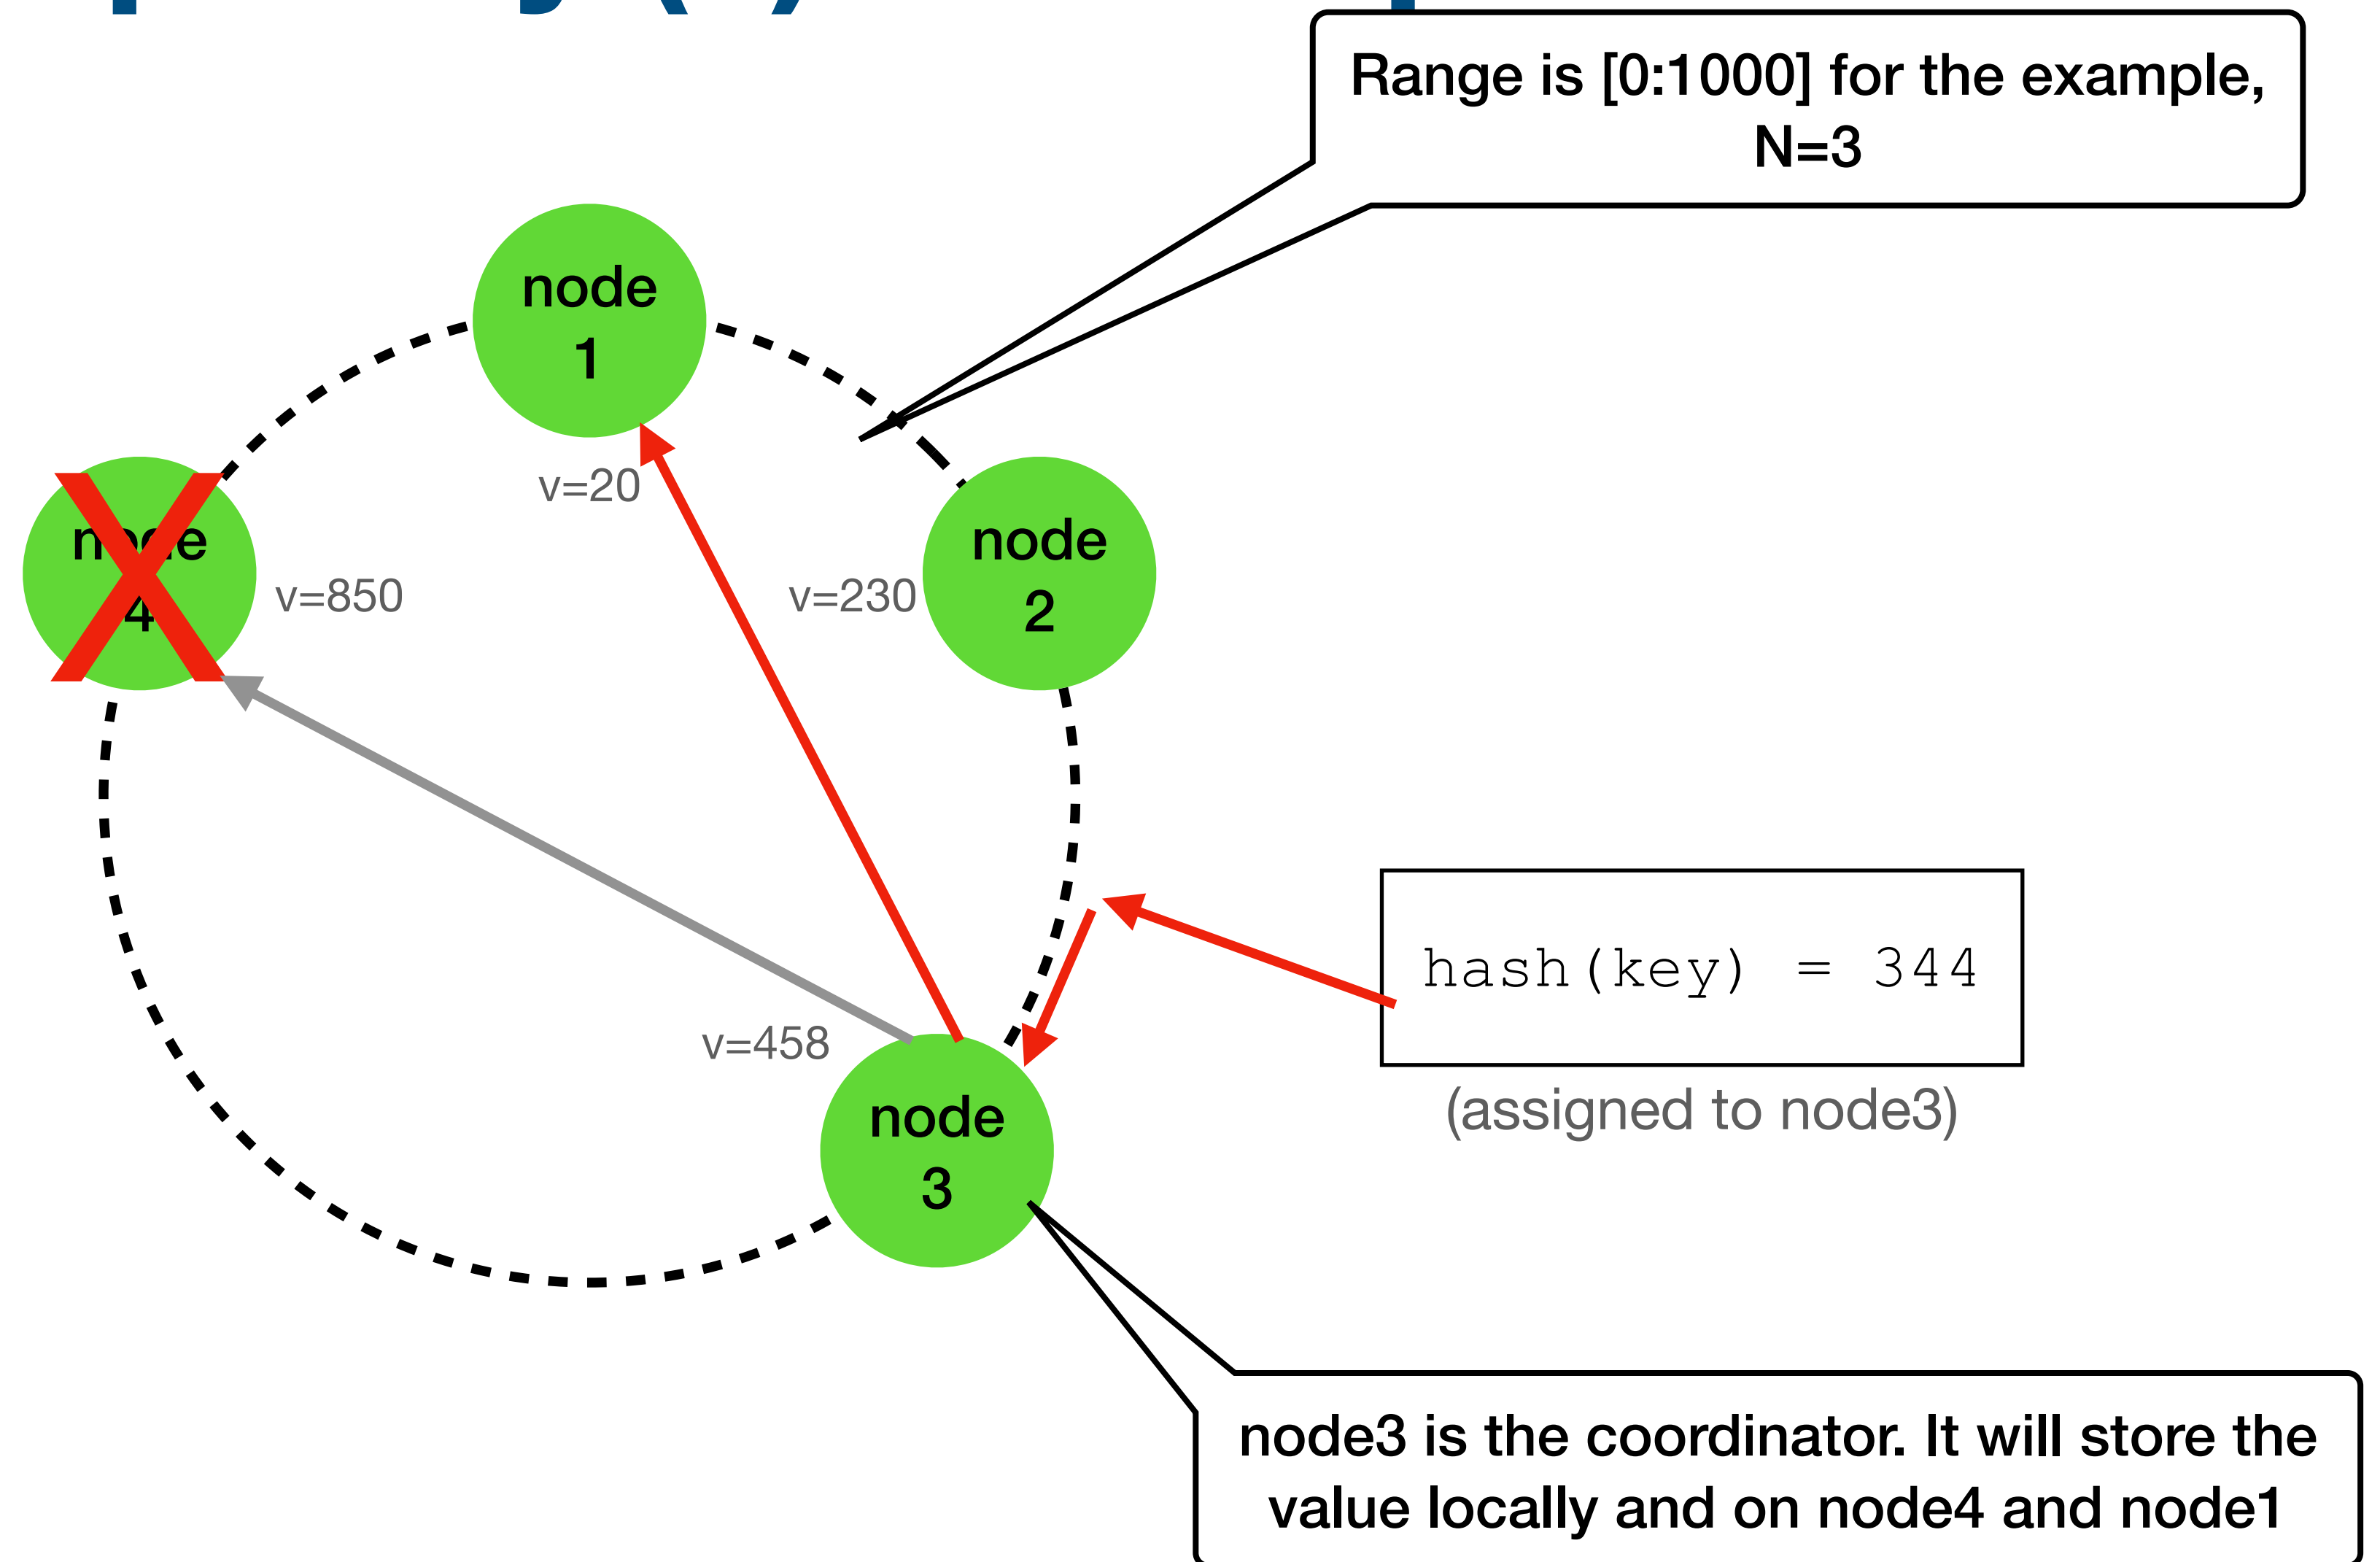 Range is [0:1000] for the example,
N=3
node
1
v=20
node
4
v=850
v=230
node
2
hash(key) = 344
(assigned to node3)
v=458
node
3
node3 is the coordinator. It will store the
value locally and on node4 and node1